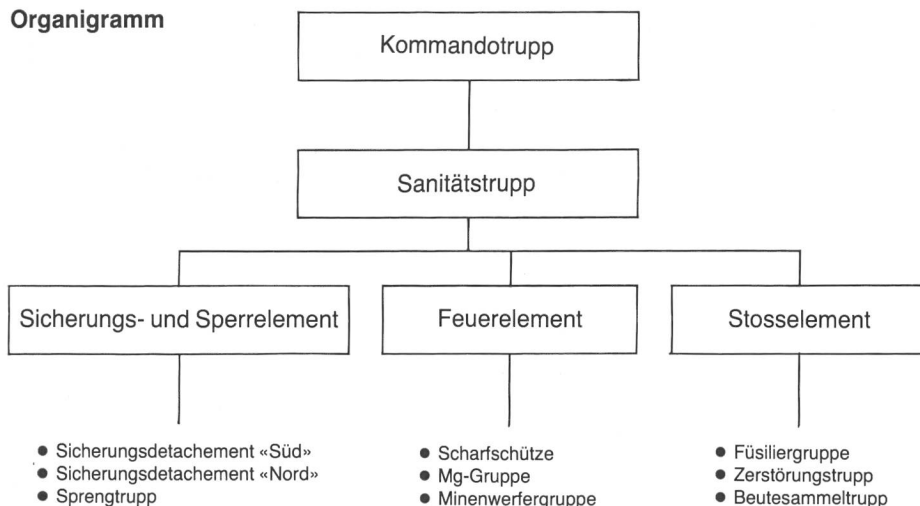 Organigramm
Kommandotrupp
Sanitätstrupp
Sicherungs- und Sperrelement
Feuerelement
Stosselement
● Sicherungsdetachement «Süd»
● Sicherungsdetachement «Nord»
● Sprengtrupp
● Scharfschütze
● Mg-Gruppe
● Minenwerfergruppe
● Füsiliergruppe
● Zerstörungstrupp
● Beutesammeltrupp